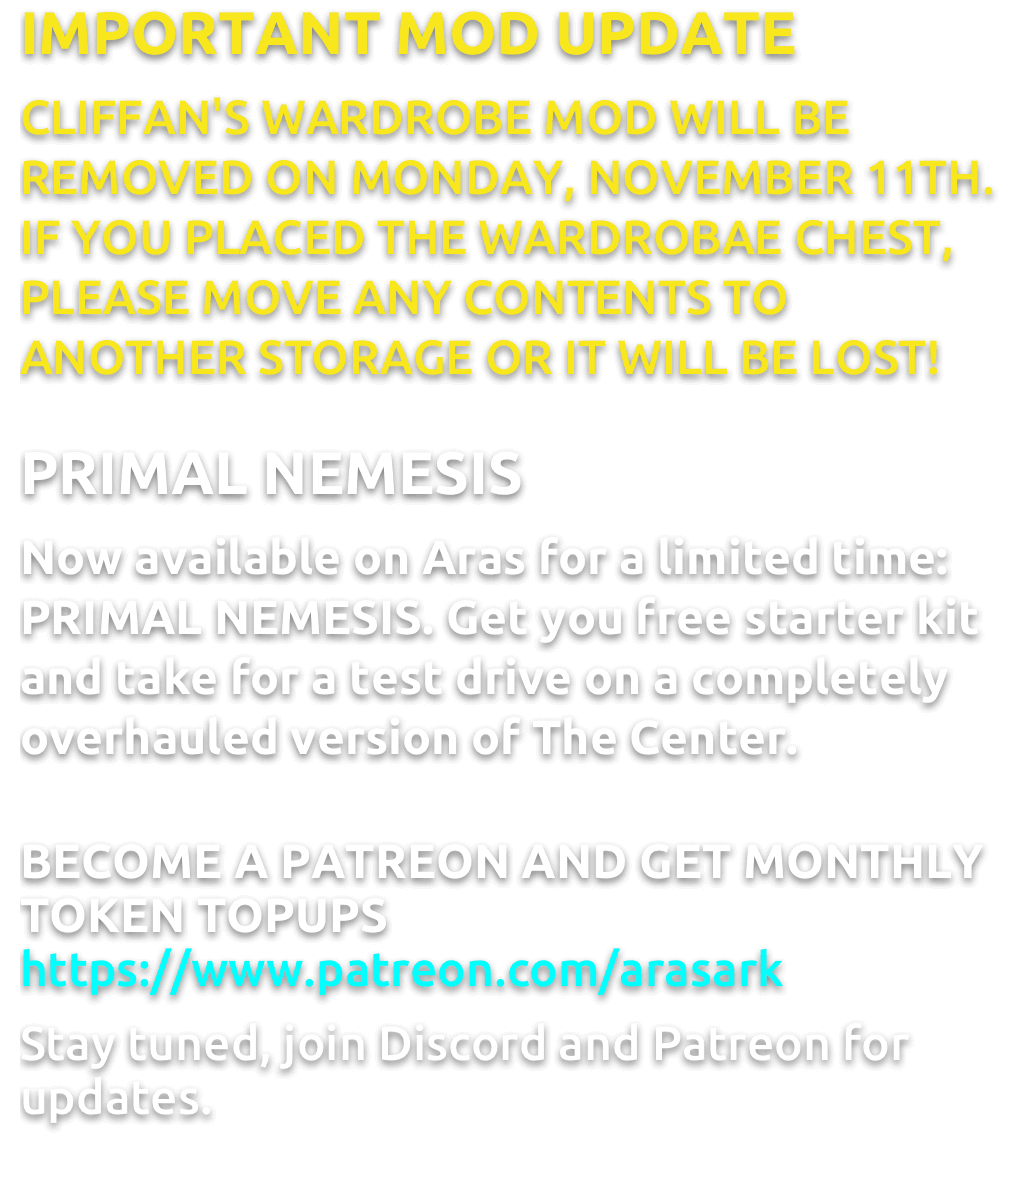 IMPORTANT MOD UPDATE
CLIFFAN'S WARDROBE MOD WILL BE
REMOVED ON MONDAY, NOVEMBER 11TH.
IF YOU PLACED THE WARDROBAE CHEST,
PLEASE MOVE ANY CONTENTS TO
ANOTHER STORAGE OR IT WILL BE LOST!
PRIMAL NEMESIS
Now available on Aras for a limited time:
PRIMAL NEMESIS. Get you free starter kit
and take for a test drive on a completely
overhauled version of The Center.
BECOME A PATREON AND GET MONTHLY
TOKEN TOPUPS
https://www.patreon.com/arasark
Stay tuned, join Discord and Patreon for
updates.